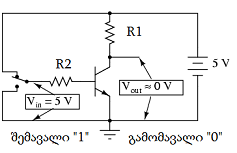 R1
R2
5 V
V_in = 5 V
V_out ≈ 0 V
შემავალი "1"
გამომავალი "0"